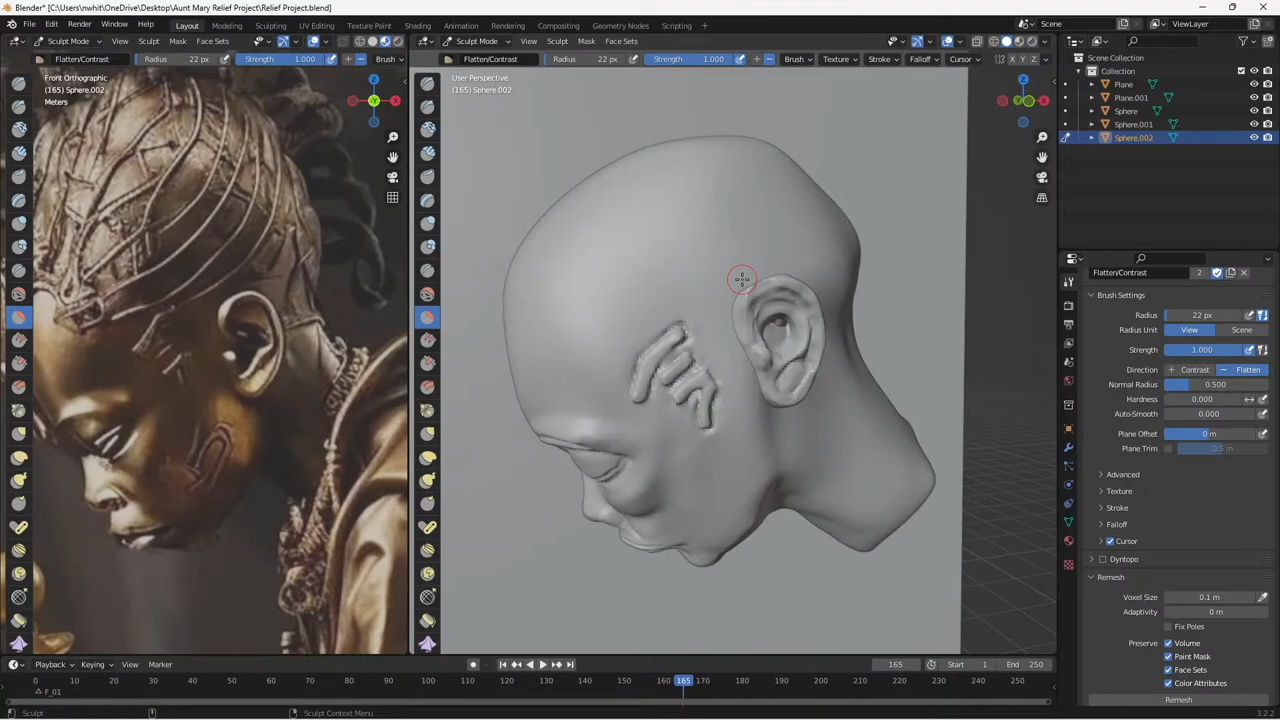 Blender* [C:\Users\nwhit\OneDrive\Desktop\Aunt Mary Relief Project\Relief Project.blend]
File Edit Render Window Help Layout Modeling Sculpting UV Editing Texture Paint Shading Animation Rendering Compositing Geometry Nodes Scripting + Scene ViewLayer
Sculpt Mode View Sculpt Mask Face Sets
Sculpt Mode View Sculpt Mask Face Sets
Flatten/Contrast Radius 22 px Strength 1.000 + − Brush
Flatten/Contrast Radius 22 px Strength 1.000 + − Brush Texture Stroke Falloff Cursor X Y Z
Front Orthographic
(165) Sphere.002
Meters
Z
Y
X
User Perspective
(165) Sphere.002
Z
Y
X
Scene Collection
Collection
Plane
Plane.001
Sphere
Sphere.001
Sphere.002
Flatten/Contrast 2
Brush Settings
Radius 22 px
Radius Unit View Scene
Strength 1.000
Direction + Contrast − Flatten
Normal Radius 0.500
Hardness 0.000
Auto-Smooth 0.000
Plane Offset 0 m
Plane Trim 0.5 m
Advanced
Texture
Stroke
Falloff
Cursor
Dyntopo
Remesh
Voxel Size 0.1 m
Adaptivity 0 m
Fix Poles
Preserve Volume
Paint Mask
Face Sets
Color Attributes
Remesh
Playback Keying View Marker 165 Start 1 End 250
0 10 20 30 40 50 60 70 80 90 100 110 120 130 140 150 160 165 170 180 190 200 210 220 230 240 250
F_01
Sculpt Sculpt Context Menu 3.2.2